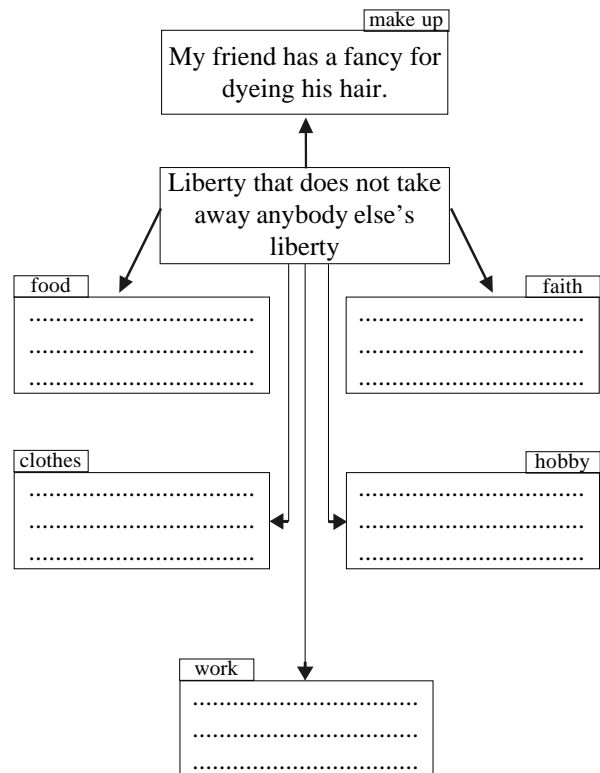 make up
My friend has a fancy for
dyeing his hair.
Liberty that does not take
away anybody else’s
liberty
food
faith
..................................
..................................
..................................
..................................
..................................
..................................
clothes
hobby
..................................
..................................
..................................
..................................
..................................
..................................
work
..................................
..................................
..................................